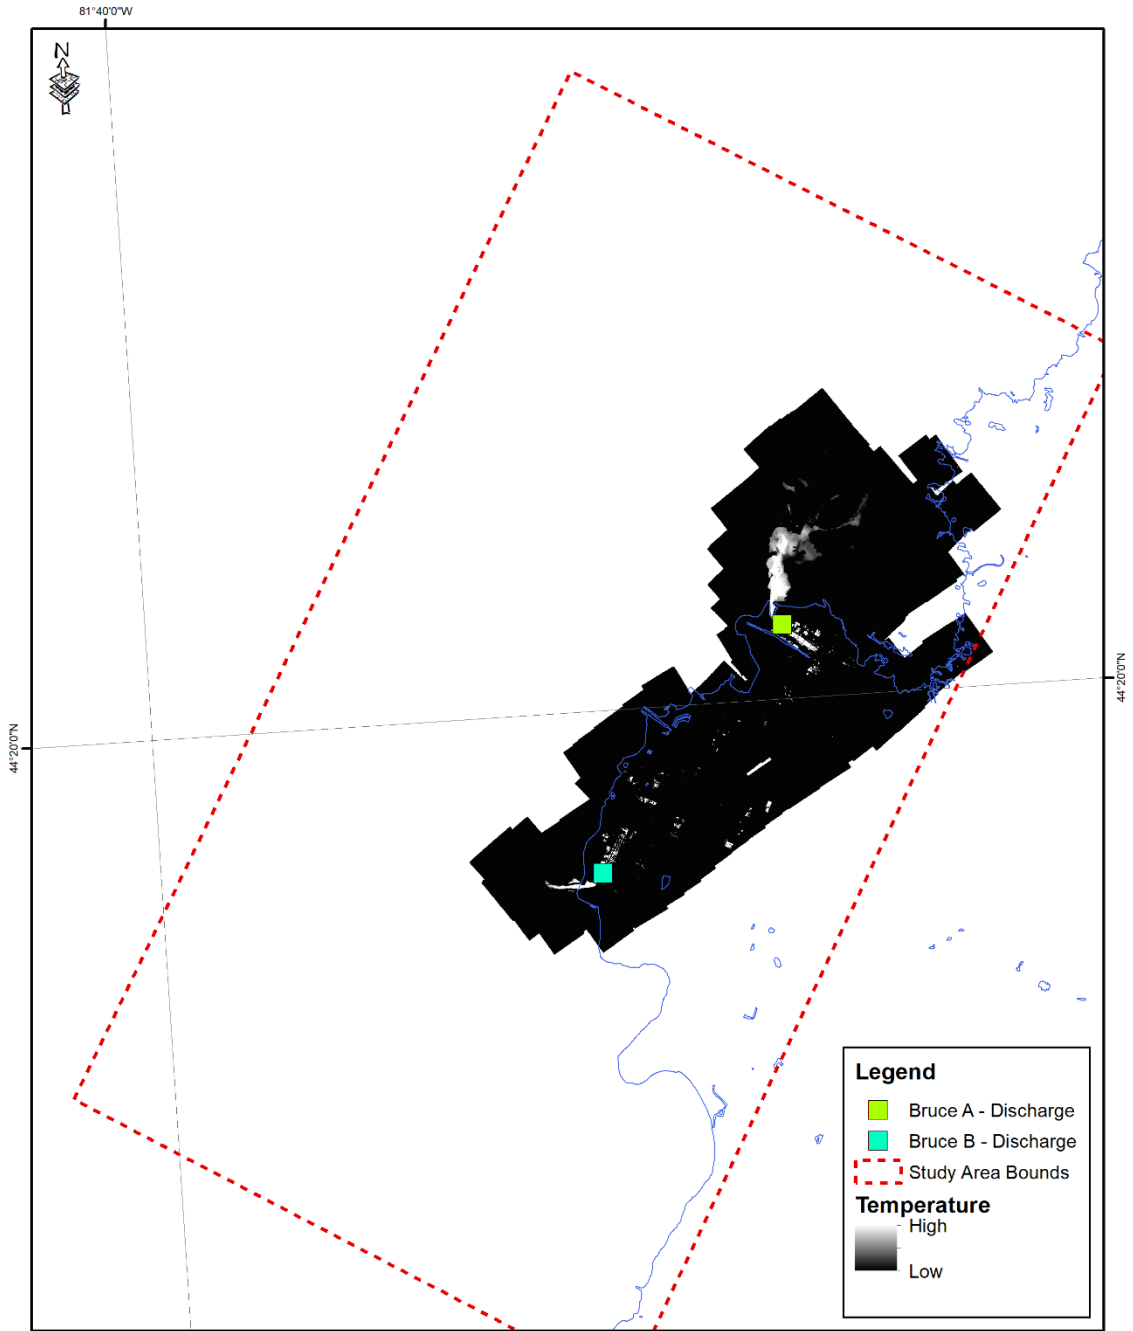 81°40'0"W
N
44°20'0"N
44°20'0"N
Legend
Bruce A - Discharge
Bruce B - Discharge
Study Area Bounds
Temperature
High
Low